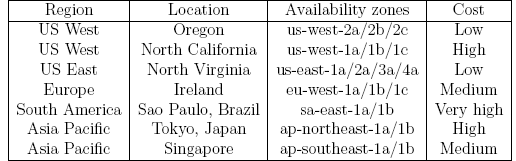 Region Location Availability zones Cost
US West Oregon us-west-2a/2b/2c Low
US West North California us-west-1a/1b/1c High
US East North Virginia us-east-1a/2a/3a/4a Low
Europe Ireland eu-west-1a/1b/1c Medium
South America Sao Paulo, Brazil sa-east-1a/1b Very high
Asia Pacific Tokyo, Japan ap-northeast-1a/1b High
Asia Pacific Singapore ap-southeast-1a/1b Medium